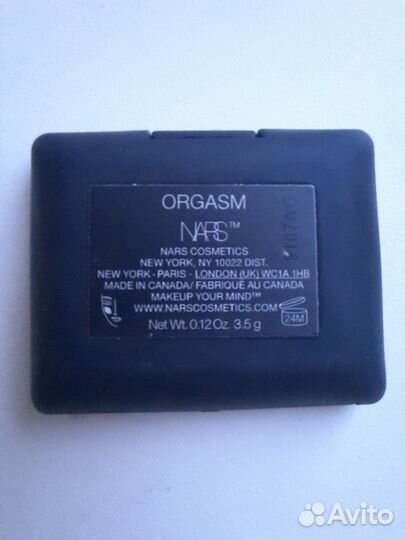 ORGASM
NARS™
NARS COSMETICS
NEW YORK, NY 10022 DIST.
NEW YORK - PARIS - LONDON (UK) WC1A 1HB
MADE IN CANADA/ FABRIQUÉ AU CANADA
MAKEUP YOUR MIND™
WWW.NARSCOSMETICS.COM
Net Wt. 0.12 Oz. 3.5 g
24M
Avito